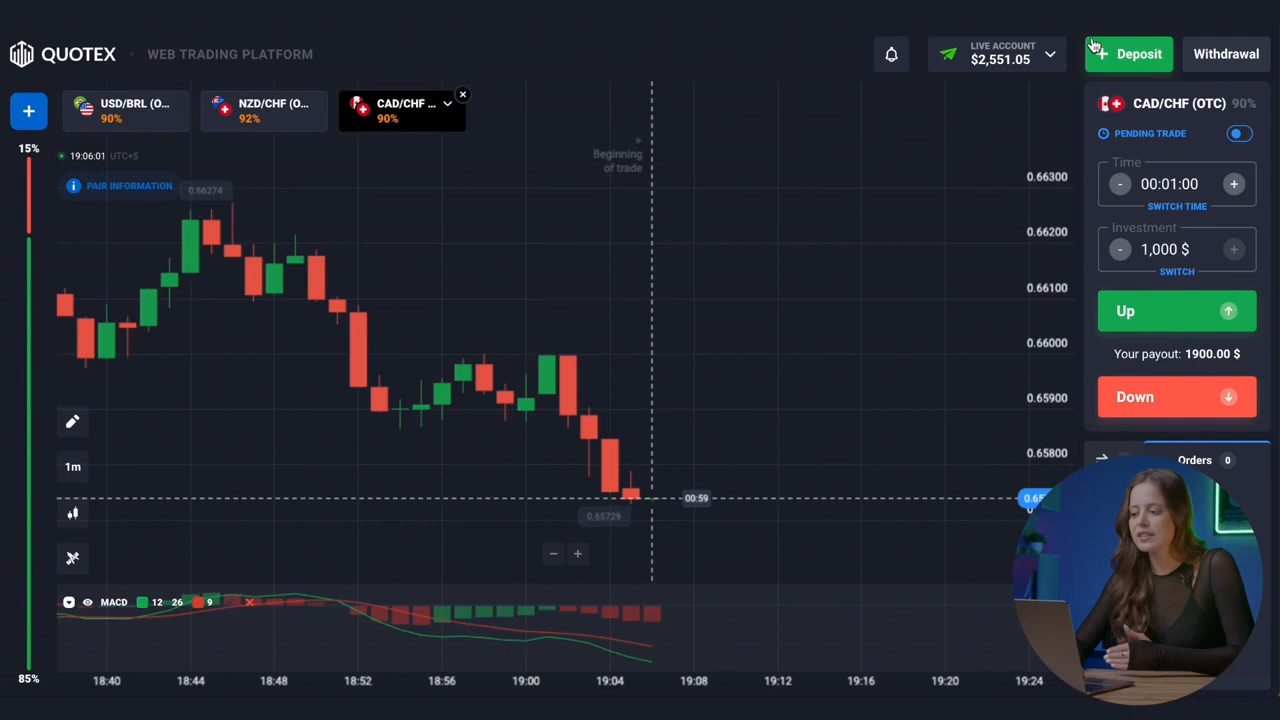 QUOTEX
WEB TRADING PLATFORM
LIVE ACCOUNT
$2,551.05
+ Deposit
Withdrawal
+
USD/BRL (O...
90%
NZD/CHF (O...
92%
CAD/CHF ...
90%
15%
19:06:01 UTC+5
PAIR INFORMATION
0.66274
Beginning
of trade
0.66300
0.66200
0.66100
0.66000
0.65900
0.65800
00:59
0.65729
1m
MACD 12 26 9
85%
18:40
18:44
18:48
18:52
18:56
19:00
19:04
19:08
19:12
19:16
19:20
19:24
CAD/CHF (OTC) 90%
PENDING TRADE
Time
- 00:01:00 +
SWITCH TIME
Investment
- 1,000 $ +
SWITCH
Up
Your payout: 1900.00 $
Down
Orders 0